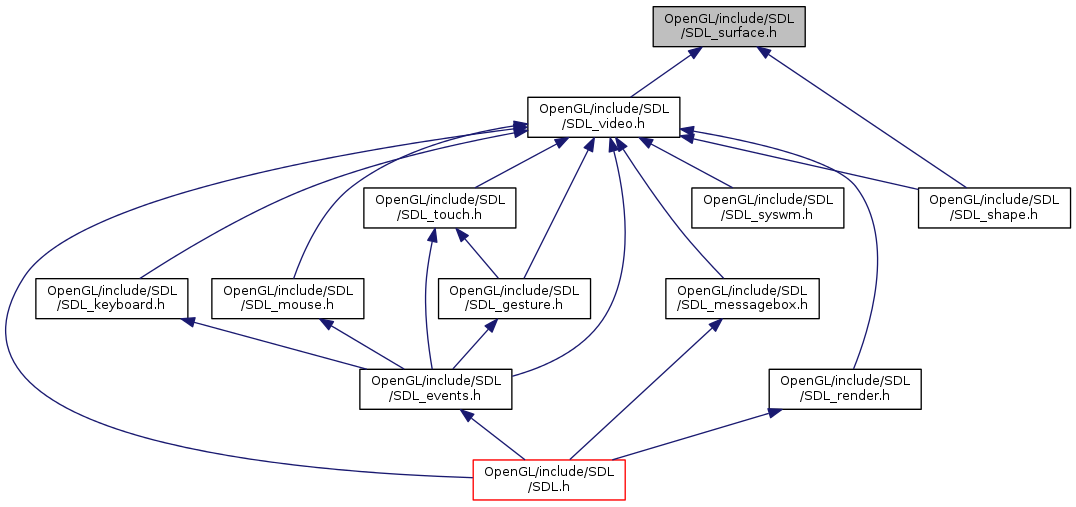 OpenGL/include/SDL
/SDL_surface.h
OpenGL/include/SDL
/SDL_video.h
OpenGL/include/SDL
/SDL_touch.h
OpenGL/include/SDL
/SDL_syswm.h
OpenGL/include/SDL
/SDL_shape.h
OpenGL/include/SDL
/SDL_keyboard.h
OpenGL/include/SDL
/SDL_mouse.h
OpenGL/include/SDL
/SDL_gesture.h
OpenGL/include/SDL
/SDL_messagebox.h
OpenGL/include/SDL
/SDL_events.h
OpenGL/include/SDL
/SDL_render.h
OpenGL/include/SDL
/SDL.h